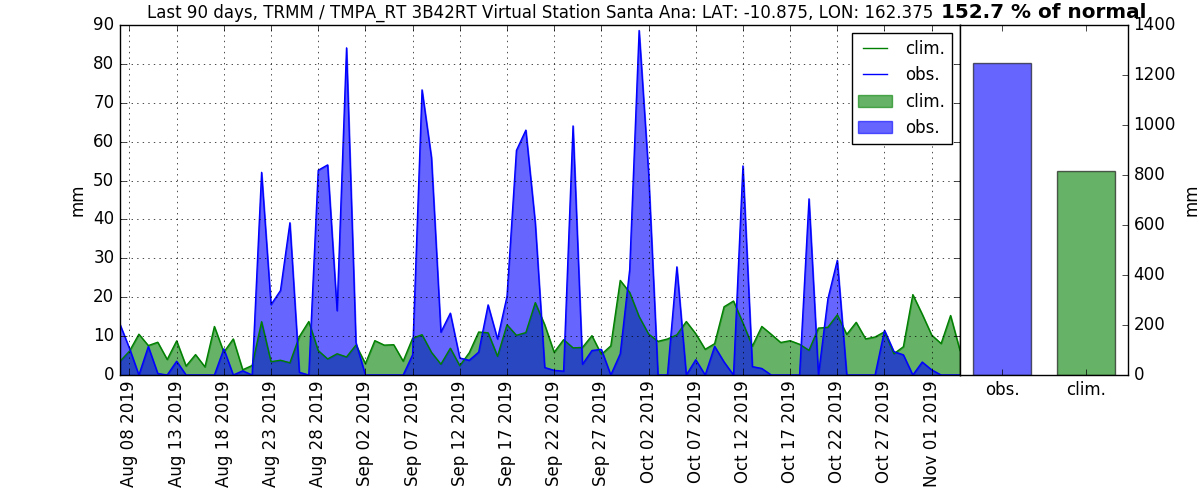 Last 90 days, TRMM / TMPA_RT 3B42RT Virtual Station Santa Ana: LAT: -10.875, LON: 162.375 152.7 % of normal
90
80
70
60
50
40
30
20
10
0
mm
clim.
obs.
clim.
obs.
1400
1200
1000
800
600
400
200
0
mm
obs.
clim.
Aug 08 2019
Aug 13 2019
Aug 18 2019
Aug 23 2019
Aug 28 2019
Sep 02 2019
Sep 07 2019
Sep 12 2019
Sep 17 2019
Sep 22 2019
Sep 27 2019
Oct 02 2019
Oct 07 2019
Oct 12 2019
Oct 17 2019
Oct 22 2019
Oct 27 2019
Nov 01 2019